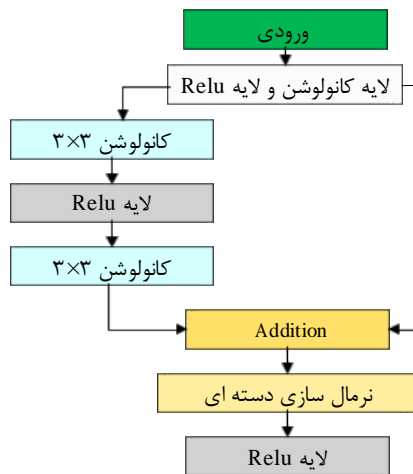 ورودی
لایه کانولوشن و لایه Relu
کانولوشن ۳×۳
لایه Relu
کانولوشن ۳×۳
Addition
نرمال سازی دسته ای
لایه Relu